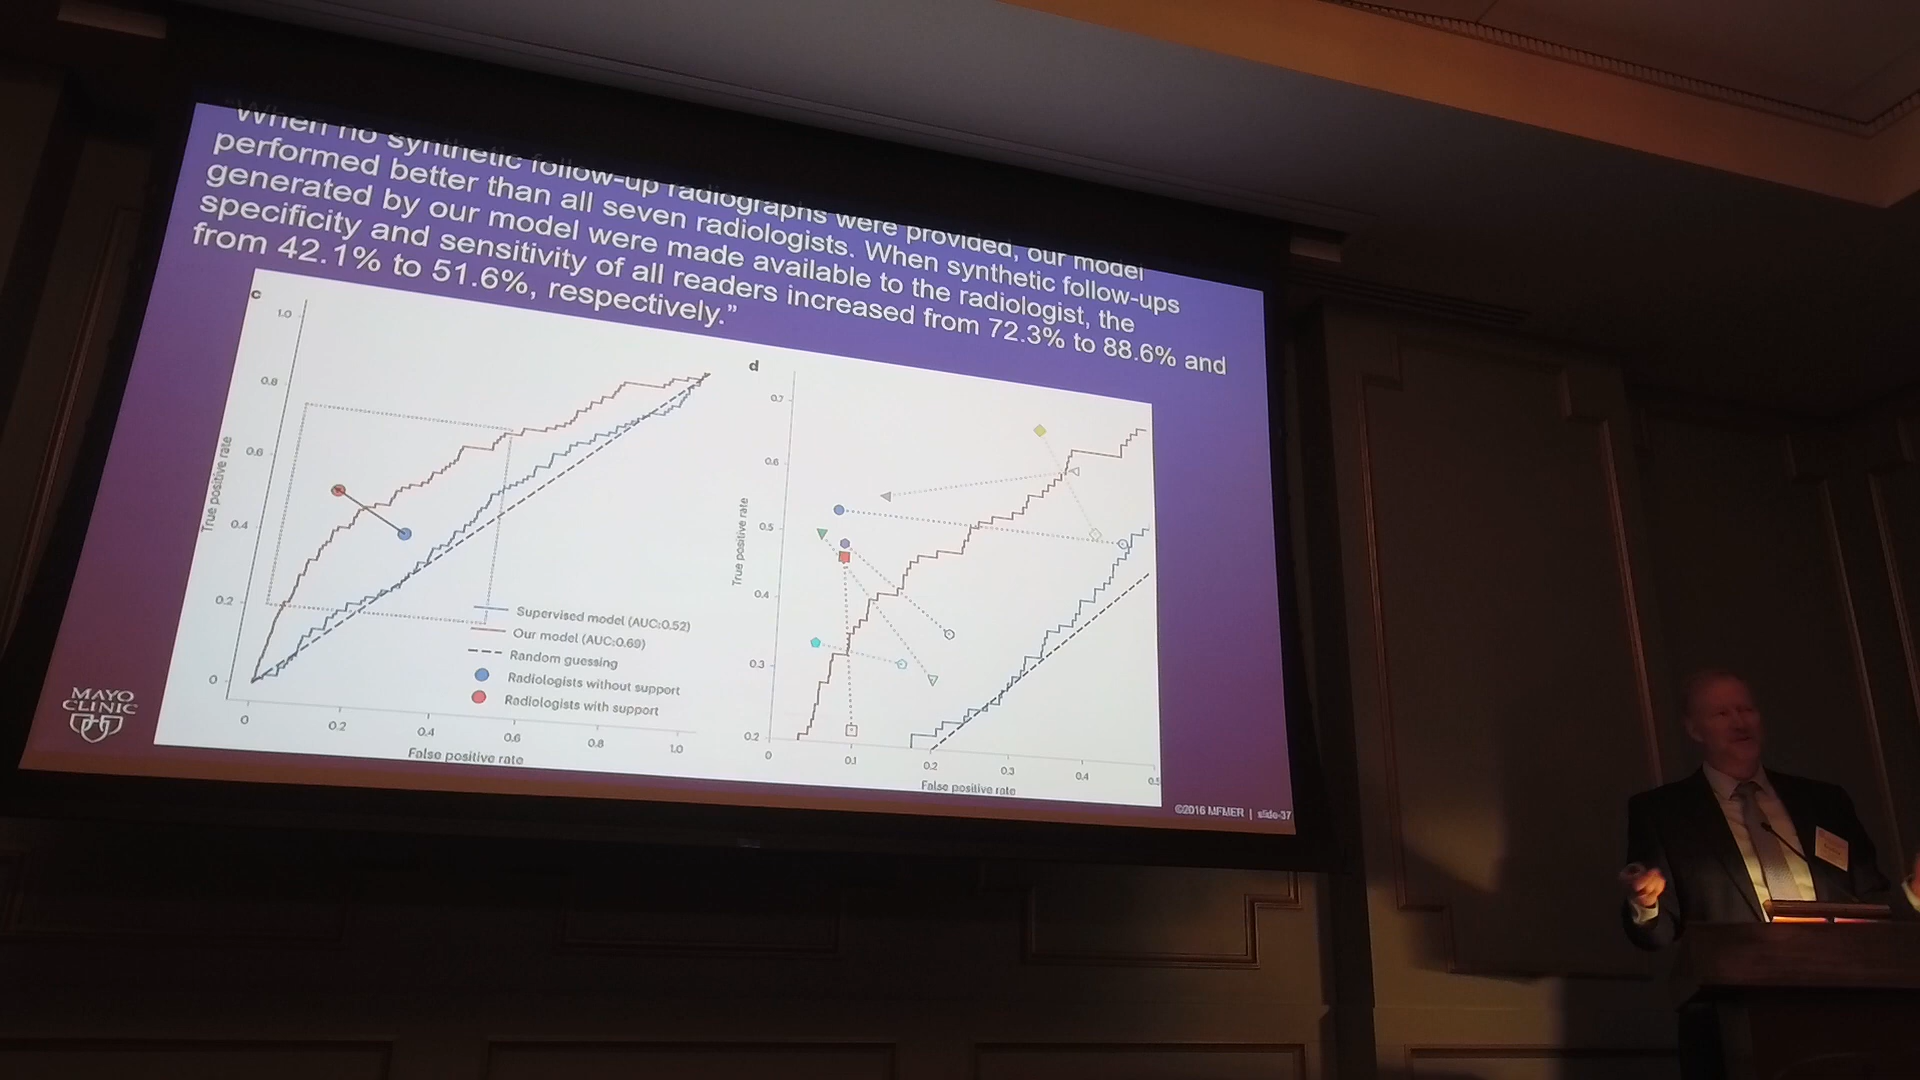 "When no synthetic follow-up radiographs were provided, our model
performed better than all seven radiologists. When synthetic follow-ups
generated by our model were made available to the radiologist, the
specificity and sensitivity of all readers increased from 72.3% to 88.6% and
from 42.1% to 51.6%, respectively.”
c
1.0
0.8
0.6
0.4
0.2
0
True positive rate
0 0.2 0.4 0.6 0.8 1.0
False positive rate
Supervised model (AUC:0.52)
Our model (AUC:0.69)
Random guessing
Radiologists without support
Radiologists with support
d
0.7
0.6
0.5
0.4
0.3
0.2
True positive rate
0 0.1 0.2 0.3 0.4 0.5
False positive rate
MAYO
CLINIC
©2016 MFMER | slide-37